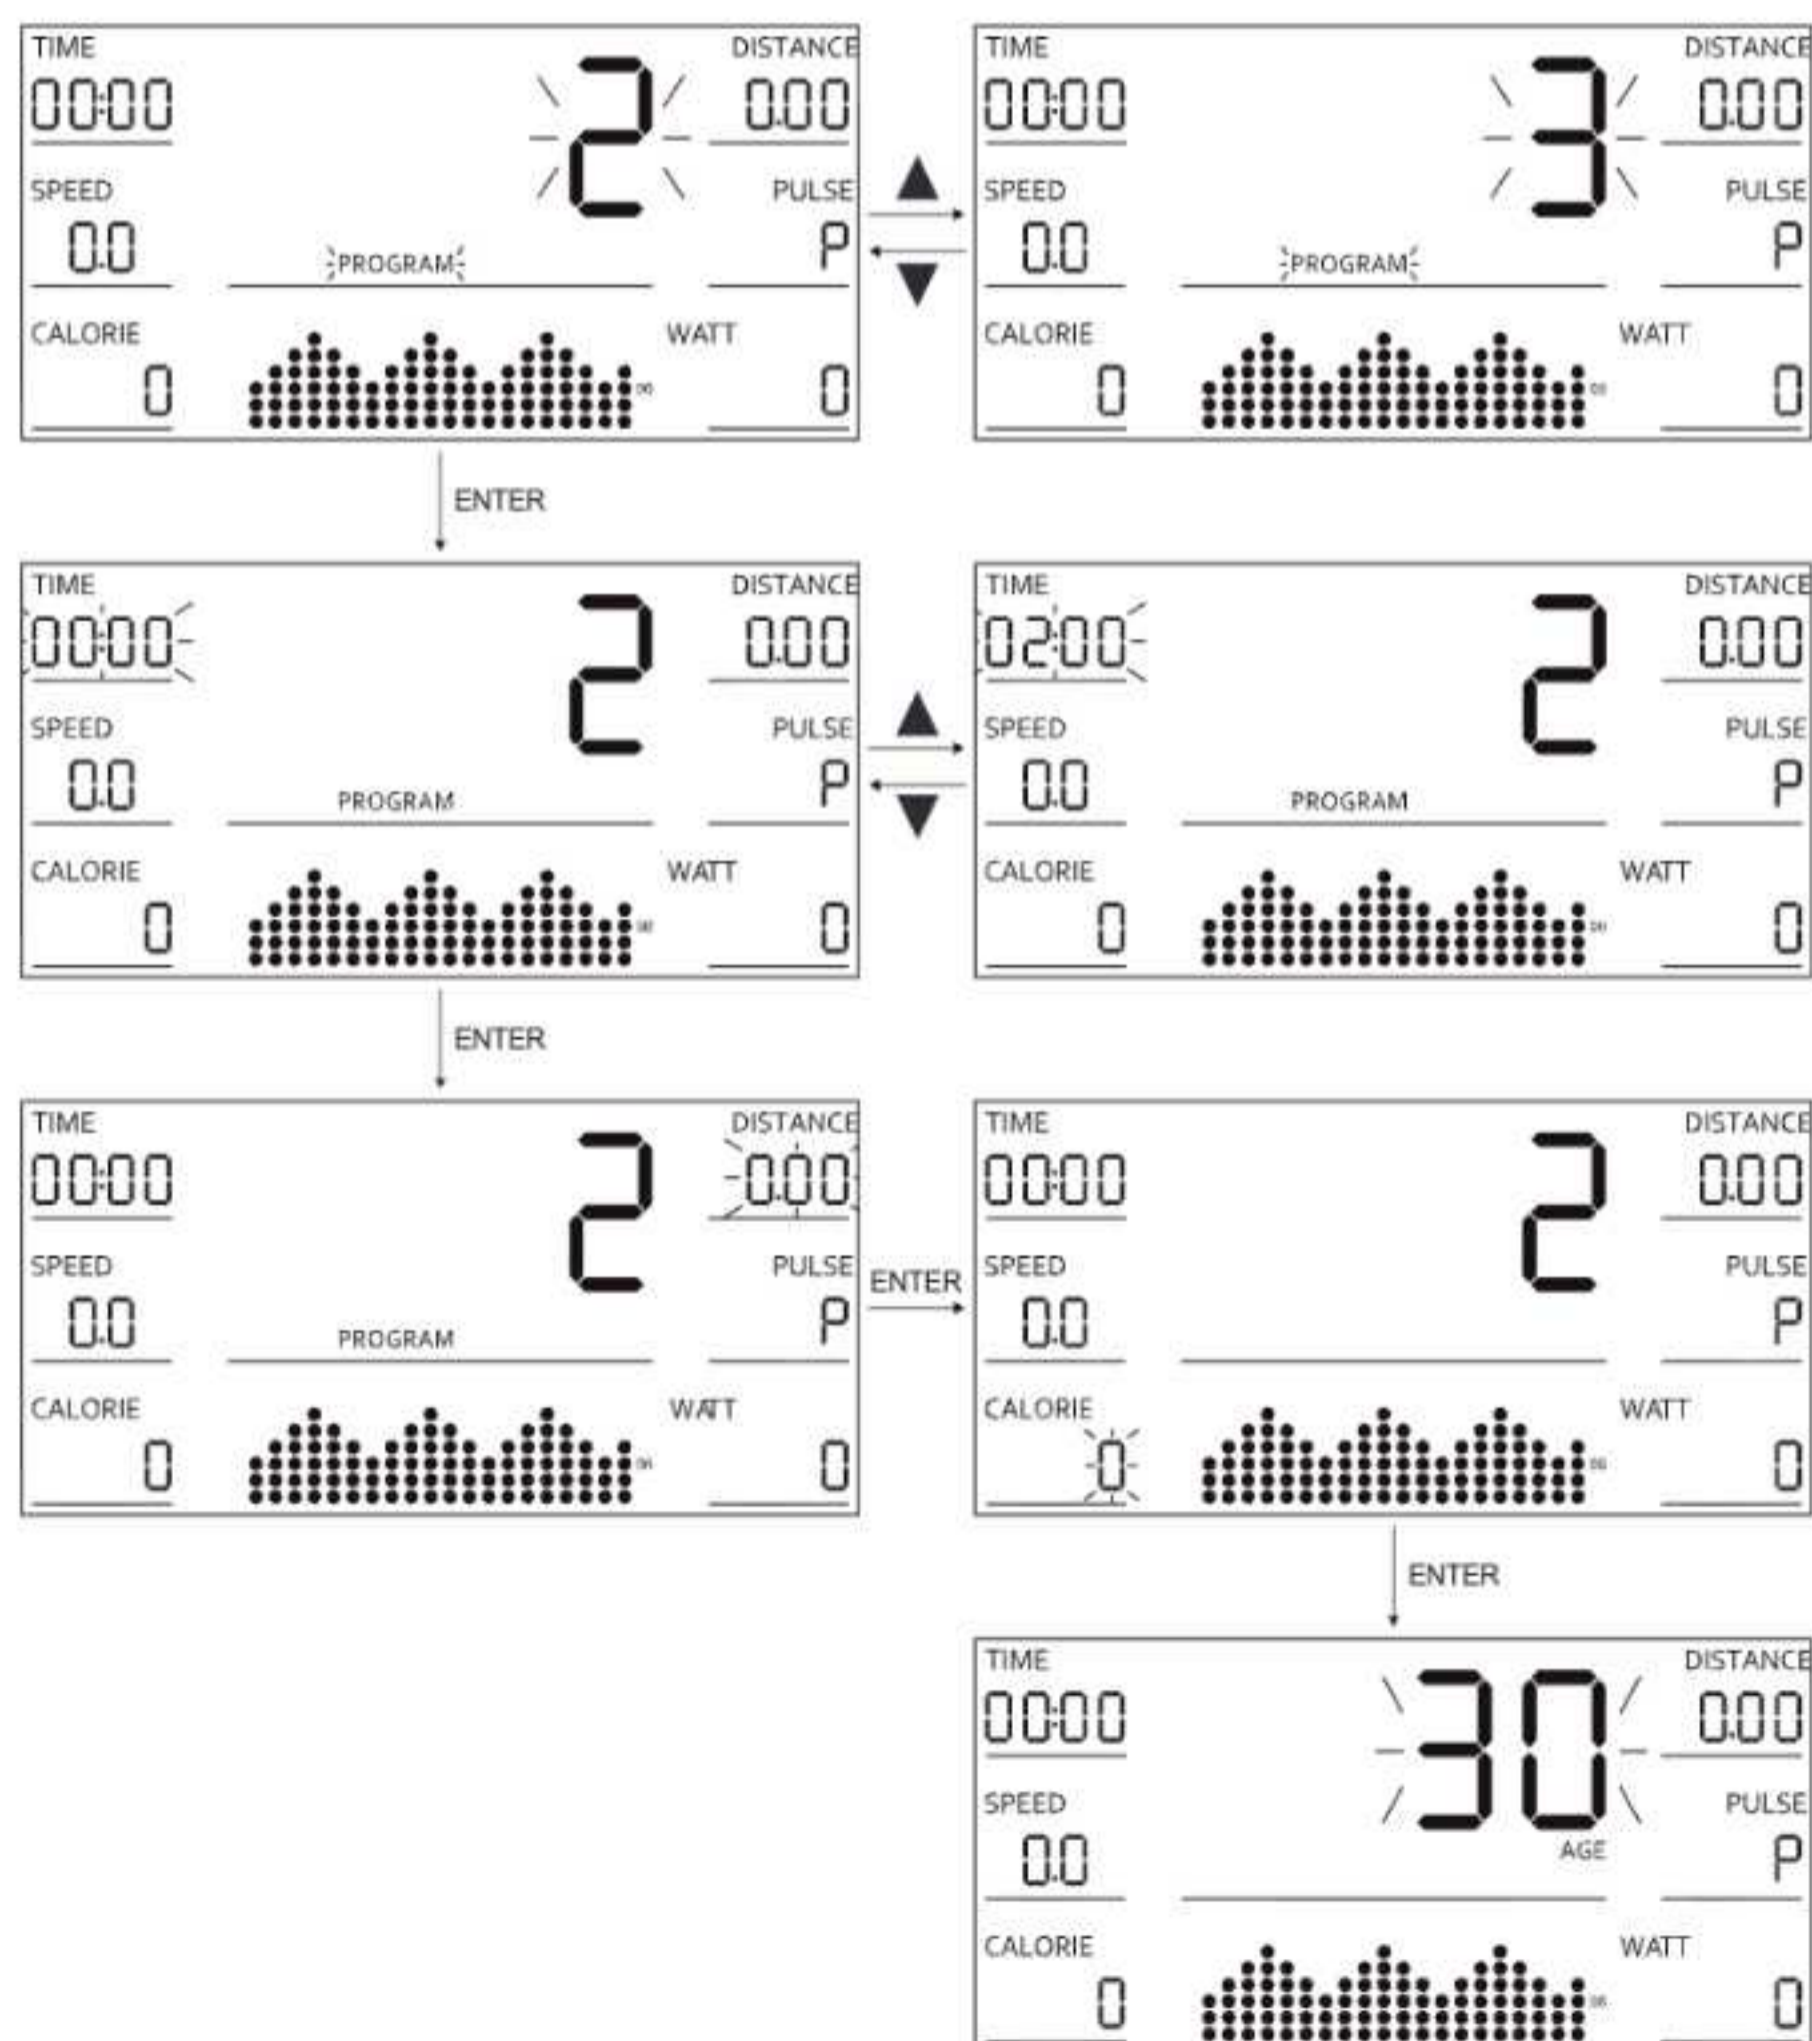 TIME DISTANCE TIME DISTANCE
00:00 2 0.00 00:00 3 0.00
SPEED PULSE SPEED PULSE
0.0 PROGRAM P 0.0 PROGRAM P
CALORIE WATT CALORIE WATT
0 0 0 0
ENTER
TIME DISTANCE TIME DISTANCE
00:00 2 0.00 02:00 2 0.00
SPEED PULSE SPEED PULSE
0.0 PROGRAM P 0.0 PROGRAM P
CALORIE WATT CALORIE WATT
0 0 0 0
ENTER
TIME DISTANCE TIME DISTANCE
00:00 2 0.00 00:00 2 0.00
SPEED PULSE ENTER SPEED PULSE
0.0 PROGRAM P 0.0 P
CALORIE WATT CALORIE WATT
0 0 0 0
ENTER
TIME DISTANCE
00:00 30 0.00
SPEED PULSE
AGE
0.0 P
CALORIE WATT
0 0